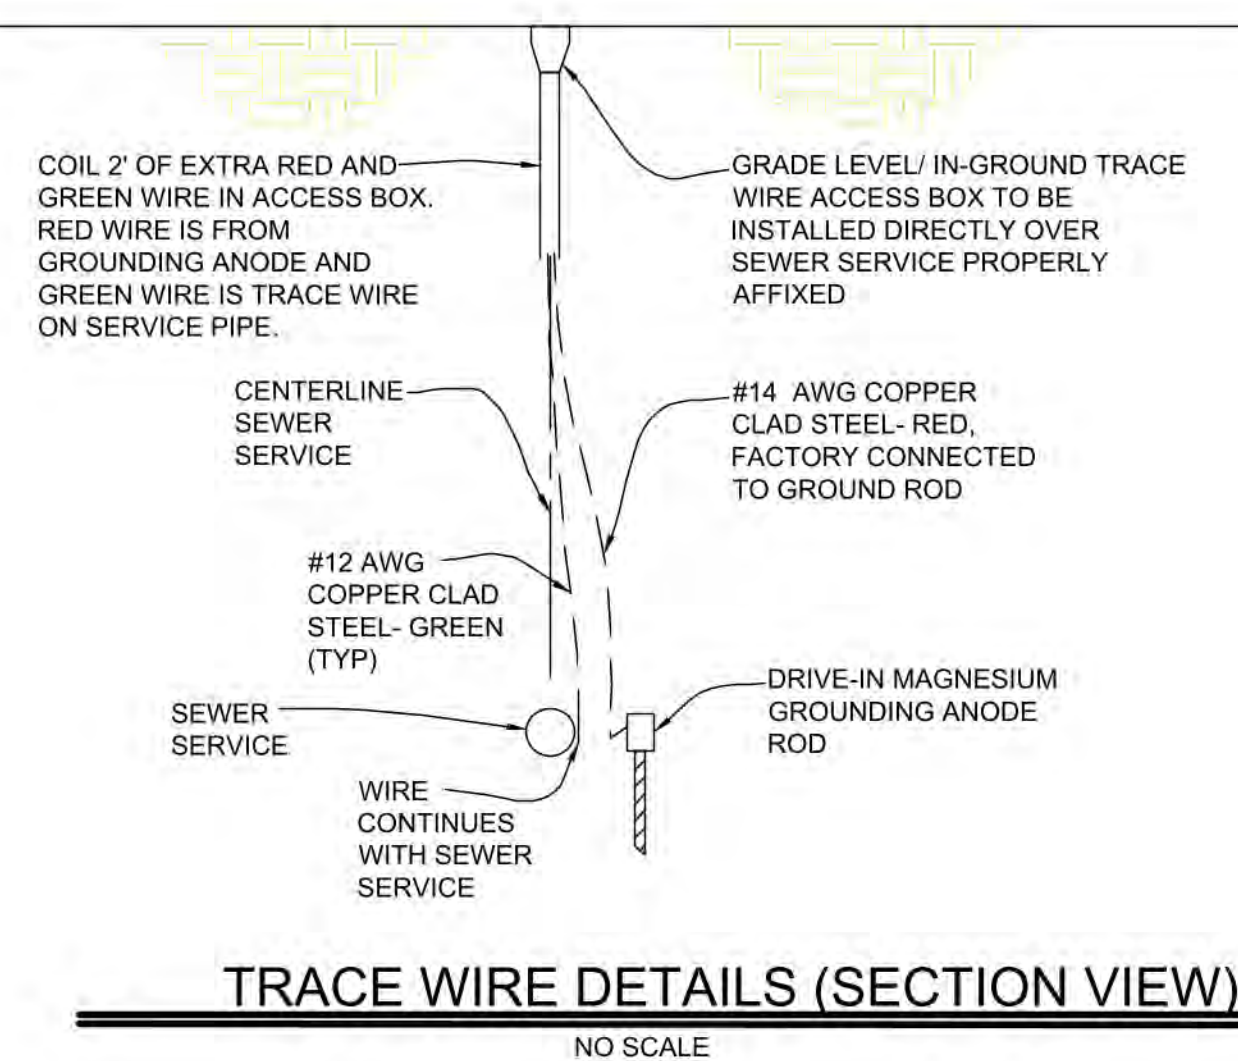 COIL 2' OF EXTRA RED AND
GREEN WIRE IN ACCESS BOX.
RED WIRE IS FROM
GROUNDING ANODE AND
GREEN WIRE IS TRACE WIRE
ON SERVICE PIPE.
GRADE LEVEL/ IN-GROUND TRACE
WIRE ACCESS BOX TO BE
INSTALLED DIRECTLY OVER
SEWER SERVICE PROPERLY
AFFIXED
CENTERLINE
SEWER
SERVICE
#14 AWG COPPER
CLAD STEEL- RED,
FACTORY CONNECTED
TO GROUND ROD
#12 AWG
COPPER CLAD
STEEL- GREEN
(TYP)
SEWER
SERVICE
DRIVE-IN MAGNESIUM
GROUNDING ANODE
ROD
WIRE
CONTINUES
WITH SEWER
SERVICE
TRACE WIRE DETAILS (SECTION VIEW)
NO SCALE